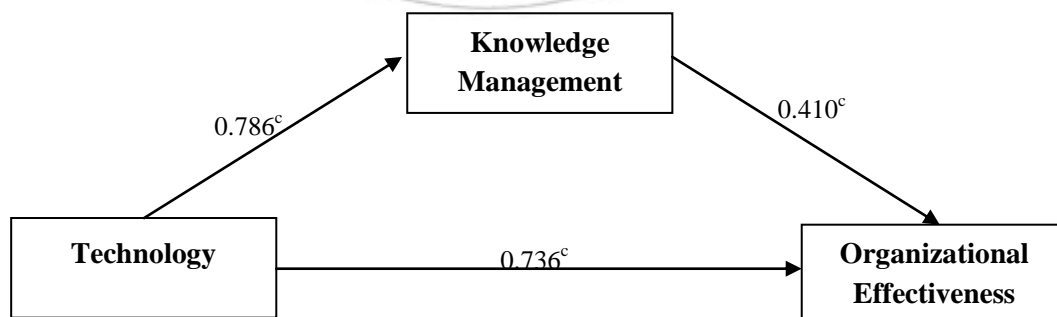 Knowledge
Management
0.786ᶜ
0.410ᶜ
Technology
0.736ᶜ
Organizational
Effectiveness